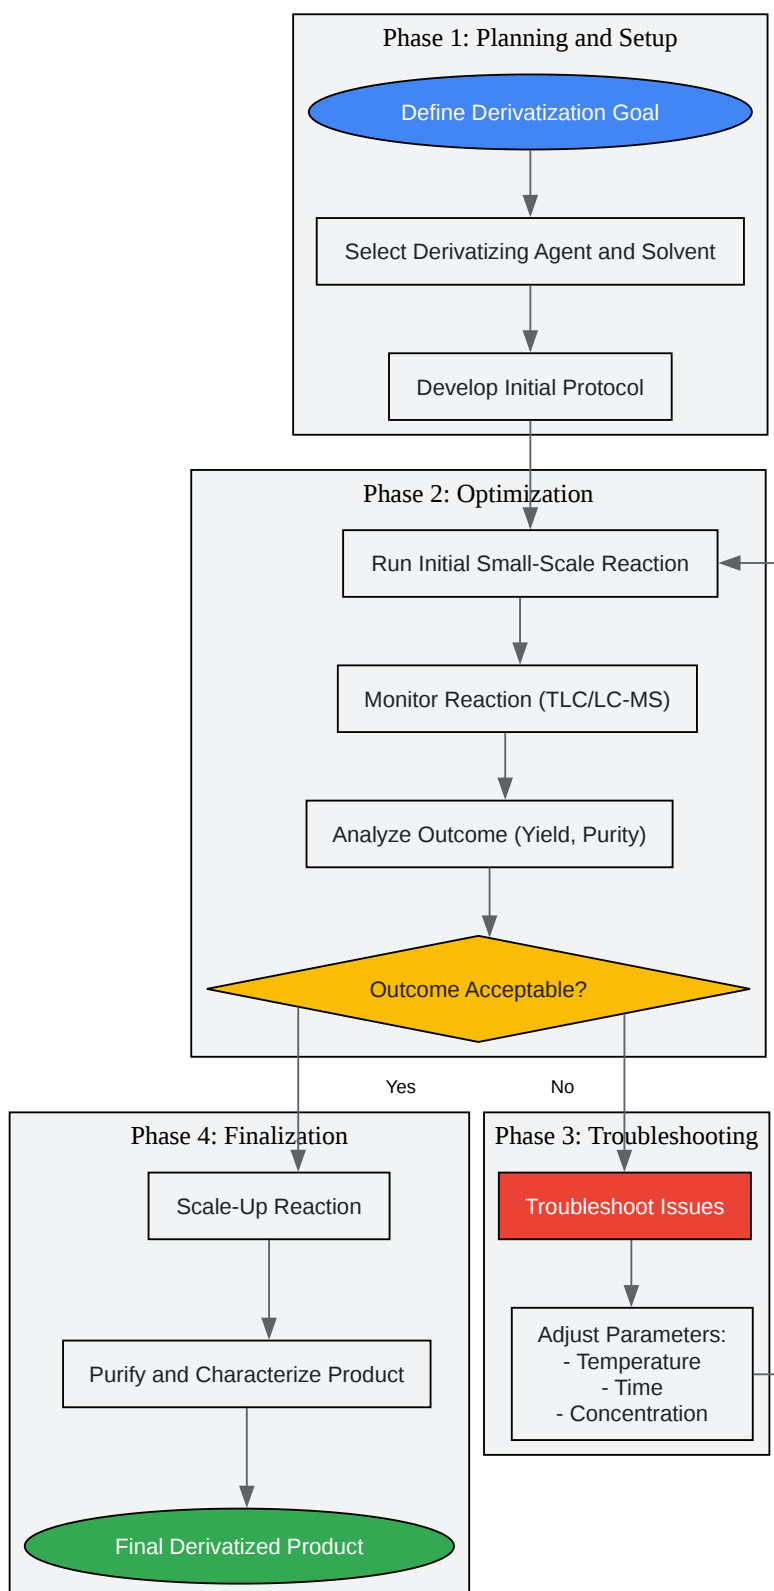 Phase 1: Planning and Setup
Define Derivatization Goal
Select Derivatizing Agent and Solvent
Develop Initial Protocol
Phase 2: Optimization
Run Initial Small-Scale Reaction
Monitor Reaction (TLC/LC-MS)
Analyze Outcome (Yield, Purity)
Outcome Acceptable?
Yes
No
Phase 4: Finalization
Scale-Up Reaction
Purify and Characterize Product
Final Derivatized Product
Phase 3: Troubleshooting
Troubleshoot Issues
Adjust Parameters:
- Temperature
- Time
- Concentration